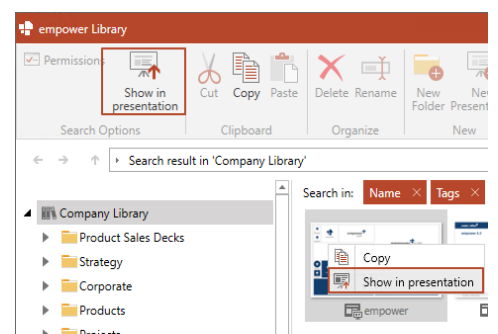 empower Library
Permissions
Show in
presentation
Cut
Copy
Paste
Delete
Rename
New
Folder
Search Options
Clipboard
Organize
New
Search result in 'Company Library'
Search in:
Name
Tags
Company Library
Product Sales Decks
Strategy
Corporate
Products
Copy
Show in presentation
empower